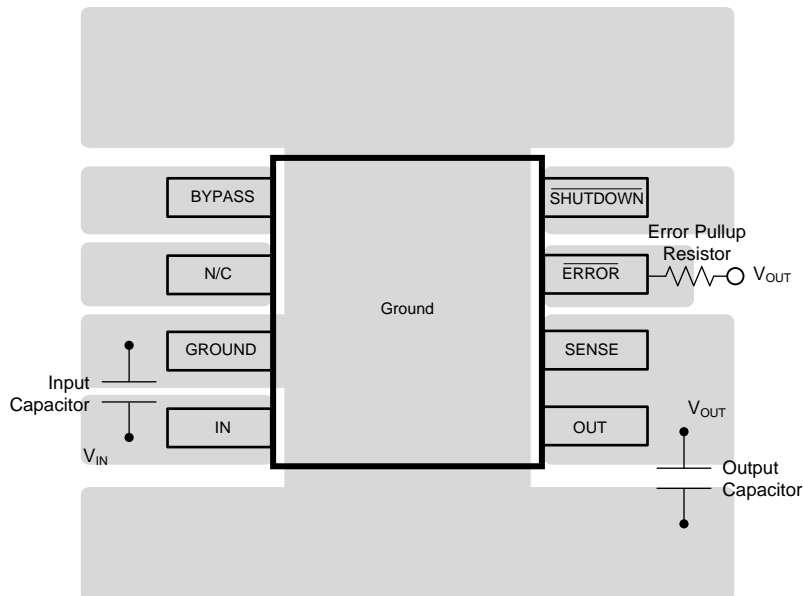 BYPASS
SHUTDOWN
Error Pullup
Resistor
N/C
ERROR
VOUT
Ground
GROUND
SENSE
Input
Capacitor
IN
OUT
VOUT
VIN
Output
Capacitor